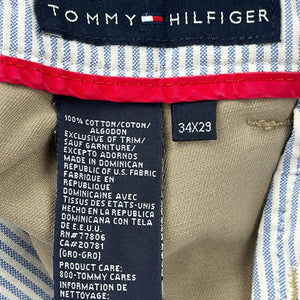 TOMMY HILFIGER
34X29
100% COTTON/COTON/
ALGODON
EXCLUSIVE OF TRIM/
SAUF GARNITURE/
EXCEPTO ADORNOS
MADE IN DOMINICAN
REPUBLIC OF U.S. FABRIC
FABRIQUE EN
REPUBLIQUE
DOMINICAINE AVEC
TISSUS DES ETATS-UNIS
HECHO EN LA REPUBLICA
DOMINICANA CON TELA
DE E.E.U.U.
RN#77806
CA#20781
(GRO-GRO)
PRODUCT CARE:
800-TOMMY CARES
INFORMATION DE
NETTOYAGE: